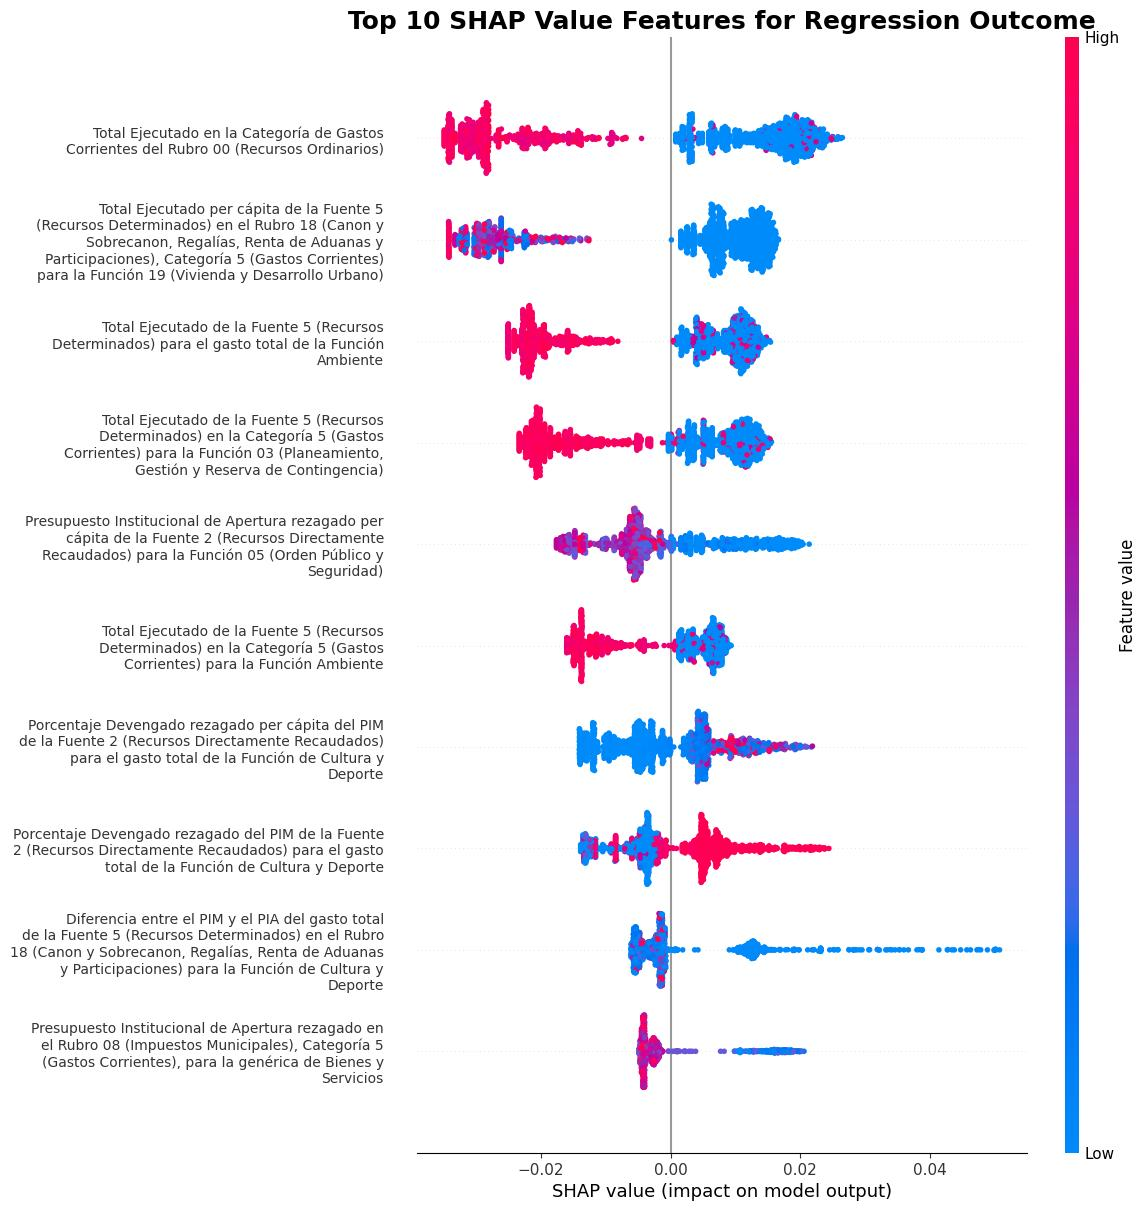 Top 10 SHAP Value Features for Regression Outcome
High
Total Ejecutado en la Categoría de Gastos
Corrientes del Rubro 00 (Recursos Ordinarios)
Total Ejecutado per cápita de la Fuente 5
(Recursos Determinados) en el Rubro 18 (Canon y
Sobrecanon, Regalías, Renta de Aduanas y
Participaciones), Categoría 5 (Gastos Corrientes)
para la Función 19 (Vivienda y Desarrollo Urbano)
Total Ejecutado de la Fuente 5 (Recursos
Determinados) para el gasto total de la Función
Ambiente
Total Ejecutado de la Fuente 5 (Recursos
Determinados) en la Categoría 5 (Gastos
Corrientes) para la Función 03 (Planeamiento,
Gestión y Reserva de Contingencia)
Presupuesto Institucional de Apertura rezagado per
cápita de la Fuente 2 (Recursos Directamente
Recaudados) para la Función 05 (Orden Público y
Seguridad)
Total Ejecutado de la Fuente 5 (Recursos
Determinados) en la Categoría 5 (Gastos
Corrientes) para la Función Ambiente
Porcentaje Devengado rezagado per cápita del PIM
de la Fuente 2 (Recursos Directamente Recaudados)
para el gasto total de la Función de Cultura y
Deporte
Porcentaje Devengado rezagado del PIM de la Fuente
2 (Recursos Directamente Recaudados) para el gasto
total de la Función de Cultura y Deporte
Diferencia entre el PIM y el PIA del gasto total
de la Fuente 5 (Recursos Determinados) en el Rubro
18 (Canon y Sobrecanon, Regalías, Renta de Aduanas
y Participaciones) para la Función de Cultura y
Deporte
Presupuesto Institucional de Apertura rezagado en
el Rubro 08 (Impuestos Municipales), Categoría 5
(Gastos Corrientes), para la genérica de Bienes y
Servicios
Feature value
Low
−0.02 0.00 0.02 0.04
SHAP value (impact on model output)